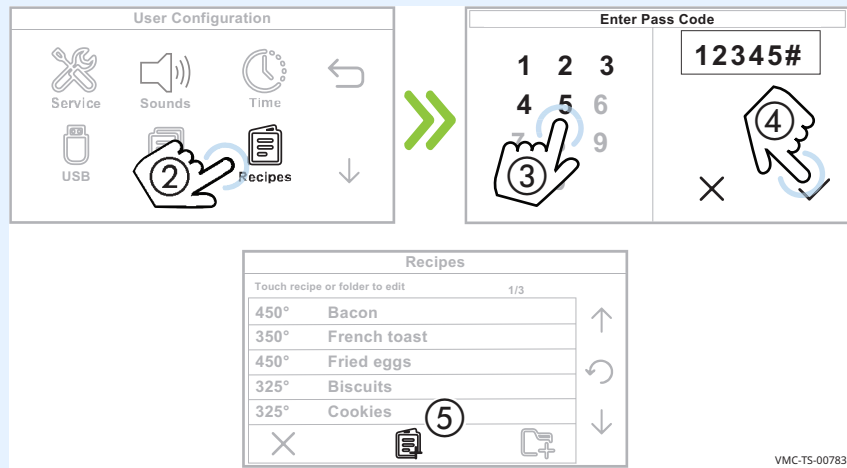 User Configuration
Service
Sounds
Time
USB
Recipes
2
Enter Pass Code
1 2 3
4 5 6
7 9
12345#
3
4
Recipes
Touch recipe or folder to edit 1/3
450° Bacon
350° French toast
450° Fried eggs
325° Biscuits
325° Cookies
5
VMC-TS-00783